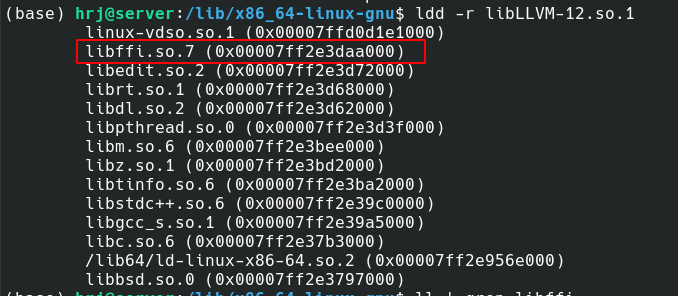 (base) hrj@server:/lib/x86_64-linux-gnu$ ldd -r libLLVM-12.so.1
linux-vdso.so.1 (0x00007ffd0d1e1000)
libffi.so.7 (0x00007ff2e3daa000)
libedit.so.2 (0x00007ff2e3d72000)
librt.so.1 (0x00007ff2e3d68000)
libdl.so.2 (0x00007ff2e3d62000)
libpthread.so.0 (0x00007ff2e3d3f000)
libm.so.6 (0x00007ff2e3bee000)
libz.so.1 (0x00007ff2e3bd2000)
libtinfo.so.6 (0x00007ff2e3ba2000)
libstdc++.so.6 (0x00007ff2e39c0000)
libgcc_s.so.1 (0x00007ff2e39a5000)
libc.so.6 (0x00007ff2e37b3000)
/lib64/ld-linux-x86-64.so.2 (0x00007ff2e956e000)
libbsd.so.0 (0x00007ff2e3797000)
(base) hrj@server:/lib/x86_64-linux-gnu$ ll | grep libffi